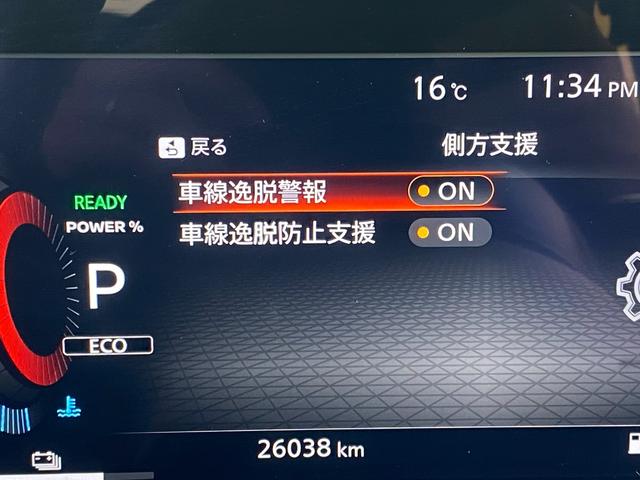 16℃ 11:34 PM
戻る 側方支援
車線逸脱警報 ON
車線逸脱防止支援 ON
READY
POWER %
P
ECO
26038 km